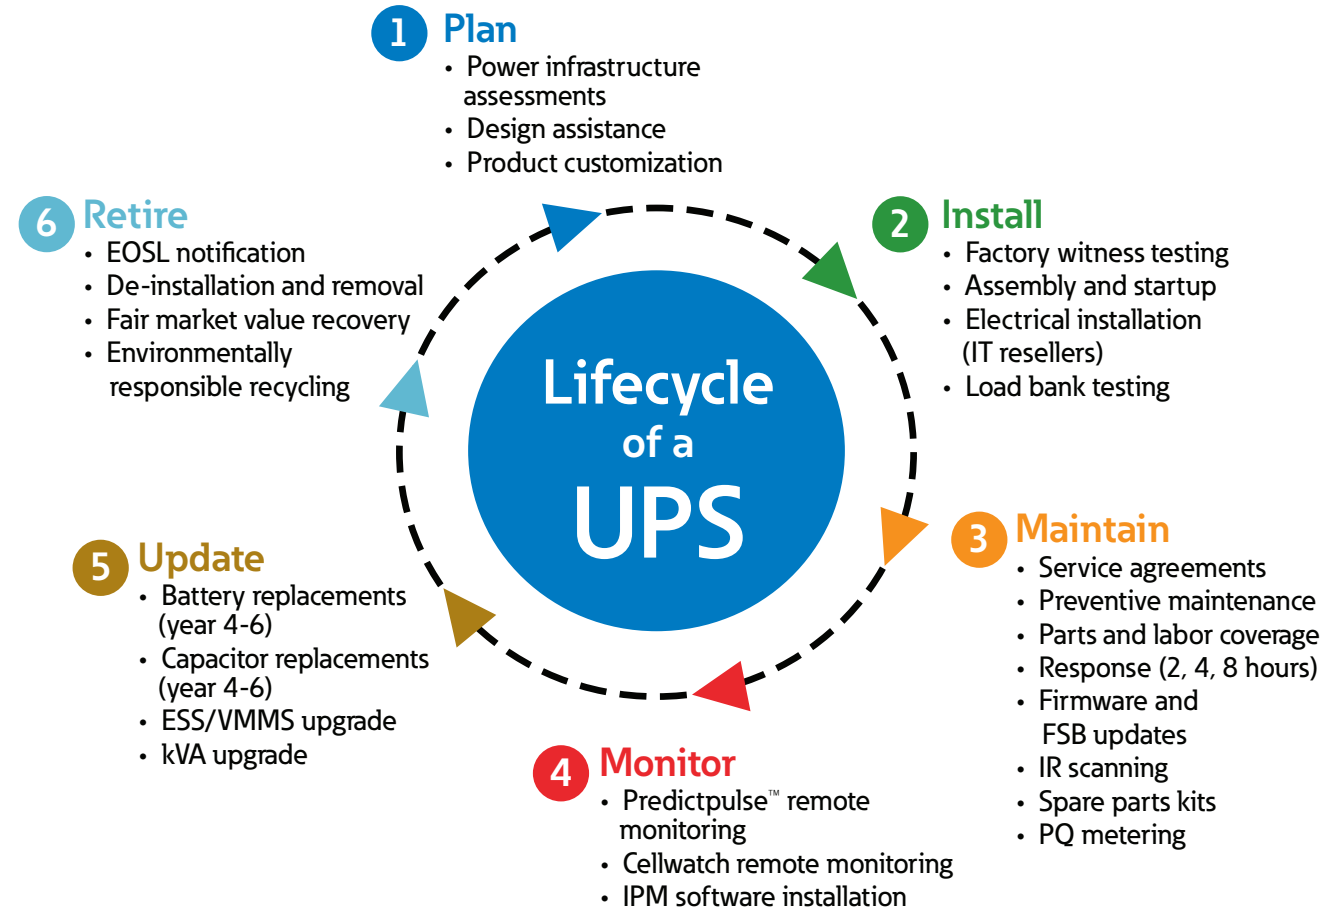 1 Plan
• Power infrastructure
assessments
• Design assistance
• Product customization
2 Install
• Factory witness testing
• Assembly and startup
• Electrical installation
(IT resellers)
• Load bank testing
3 Maintain
• Service agreements
• Preventive maintenance
• Parts and labor coverage
• Response (2, 4, 8 hours)
• Firmware and
FSB updates
• IR scanning
• Spare parts kits
• PQ metering
4 Monitor
• Predictpulse™ remote
monitoring
• Cellwatch remote monitoring
• IPM software installation
5 Update
• Battery replacements
(year 4-6)
• Capacitor replacements
(year 4-6)
• ESS/VMMS upgrade
• kVA upgrade
6 Retire
• EOSL notification
• De-installation and removal
• Fair market value recovery
• Environmentally
responsible recycling
Lifecycle
of a
UPS